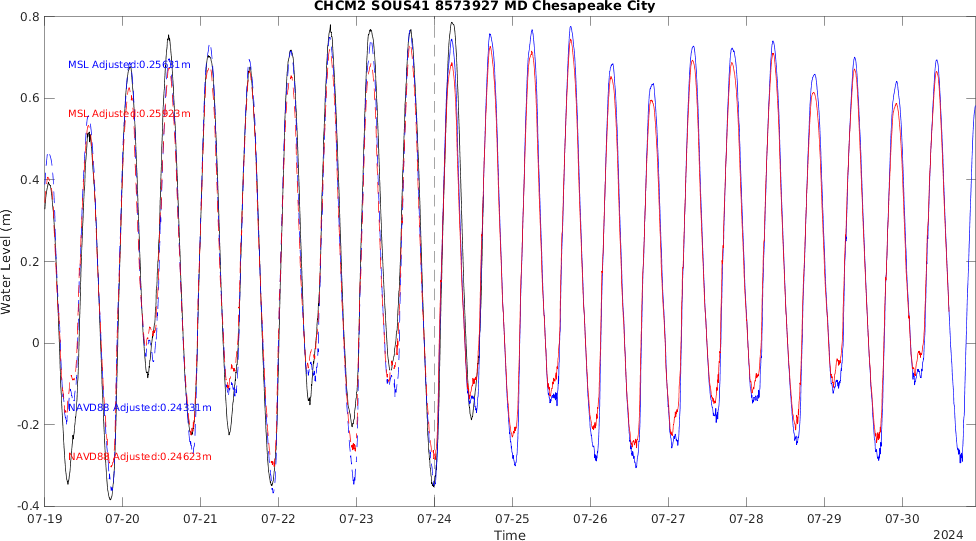 CHCM2 SOUS41 8573927 MD Chesapeake City
Water Level (m)
0.8
0.6
0.4
0.2
0
-0.2
-0.4
MSL Adjusted:0.25631m
MSL Adjusted:0.25923m
NAVD88 Adjusted:0.24331m
NAVD88 Adjusted:0.24623m
07-19 07-20 07-21 07-22 07-23 07-24 07-25 07-26 07-27 07-28 07-29 07-30
Time
2024